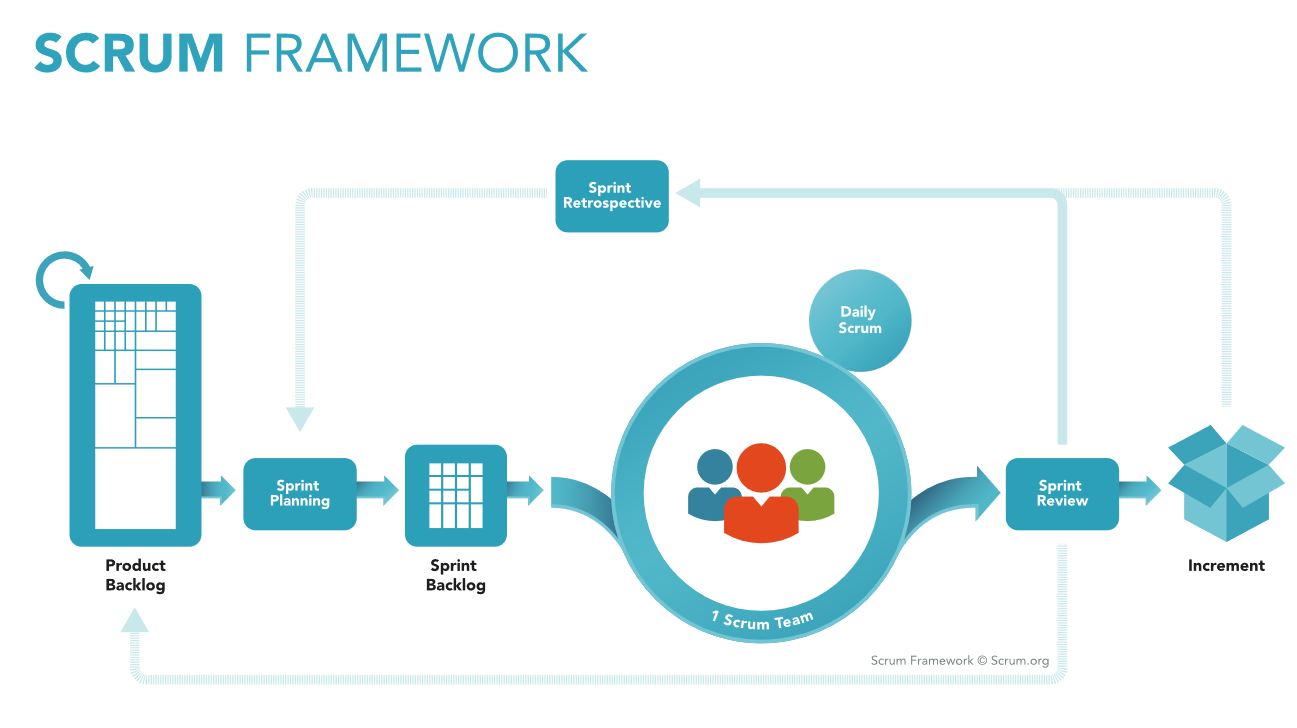 SCRUM FRAMEWORK
Sprint
Retrospective
Daily
Scrum
Sprint
Planning
Sprint
Review
Product
Backlog
Sprint
Backlog
Increment
1 Scrum Team
Scrum Framework © Scrum.org